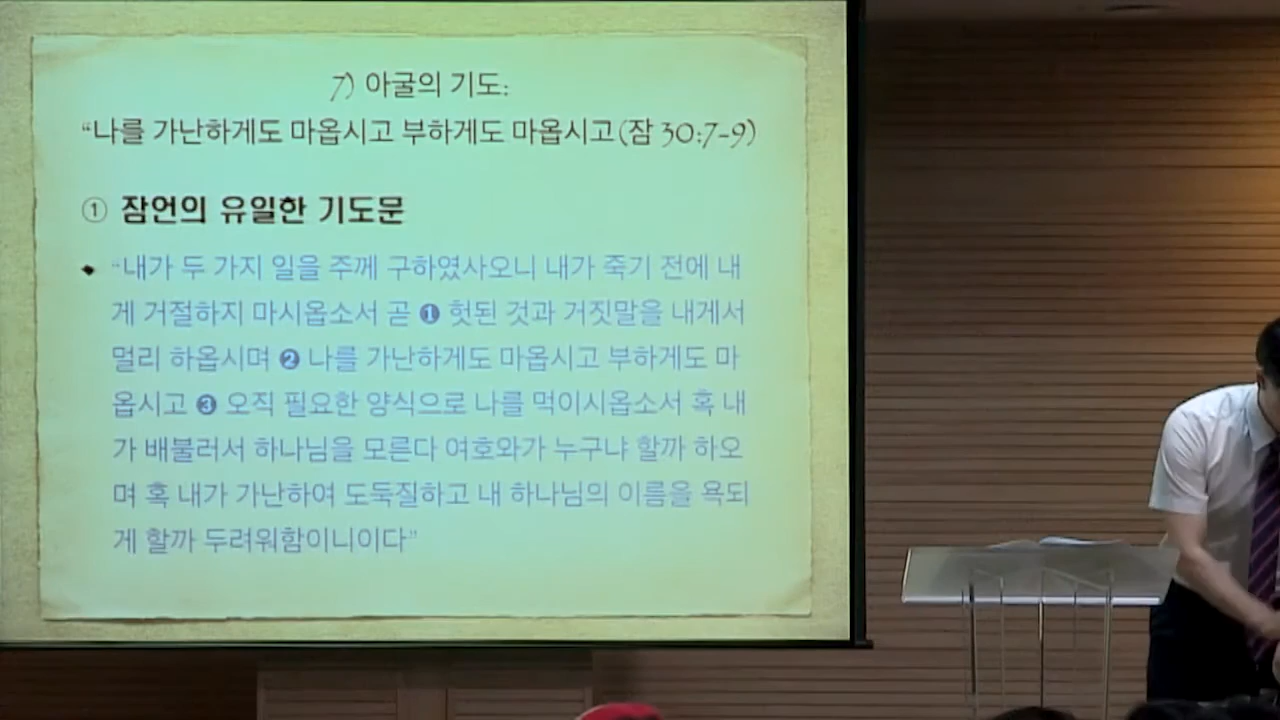 7) 아굴의 기도:
“나를 가난하게도 마옵시고 부하게도 마옵시고(잠 30:7-9)
① 잠언의 유일한 기도문
◆ “내가 두 가지 일을 주께 구하였사오니 내가 죽기 전에 내
게 거절하지 마시옵소서 곧 ❶ 헛된 것과 거짓말을 내게서
멀리 하옵시며 ❷ 나를 가난하게도 마옵시고 부하게도 마
옵시고 ❸ 오직 필요한 양식으로 나를 먹이시옵소서 혹 내
가 배불러서 하나님을 모른다 여호와가 누구냐 할까 하오
며 혹 내가 가난하여 도둑질하고 내 하나님의 이름을 욕되
게 할까 두려워함이니이다”